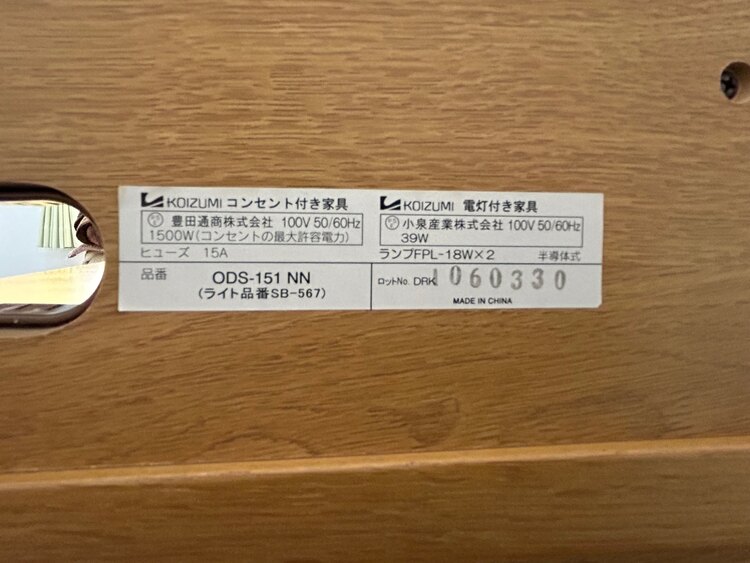 KOIZUMI コンセント付き家具
豊田通商株式会社 100V 50/60Hz
1500W(コンセントの最大許容電力)
ヒューズ 15A
品番 ODS-151 NN
(ライト品番SB-567)
KOIZUMI 電灯付き家具
小泉産業株式会社 100V 50/60Hz
39W
ランプFPL-18W×2 半導体式
ロットNo. DRK 1060330
MADE IN CHINA